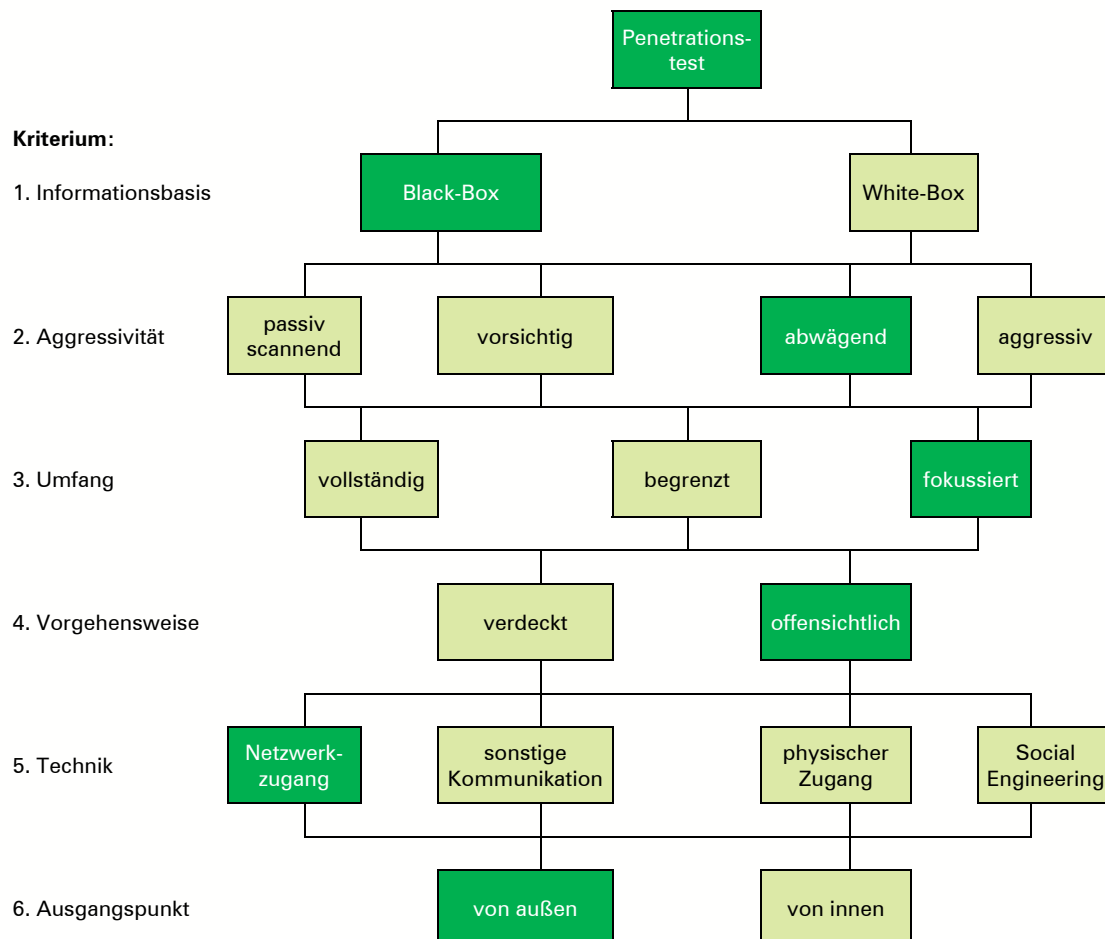 Penetrations-
test
Kriterium:
1. Informationsbasis
Black-Box
White-Box
2. Aggressivität
passiv
scannend
vorsichtig
abwägend
aggressiv
3. Umfang
vollständig
begrenzt
fokussiert
4. Vorgehensweise
verdeckt
offensichtlich
5. Technik
Netzwerk-
zugang
sonstige
Kommunikation
physischer
Zugang
Social
Engineering
6. Ausgangspunkt
von außen
von innen